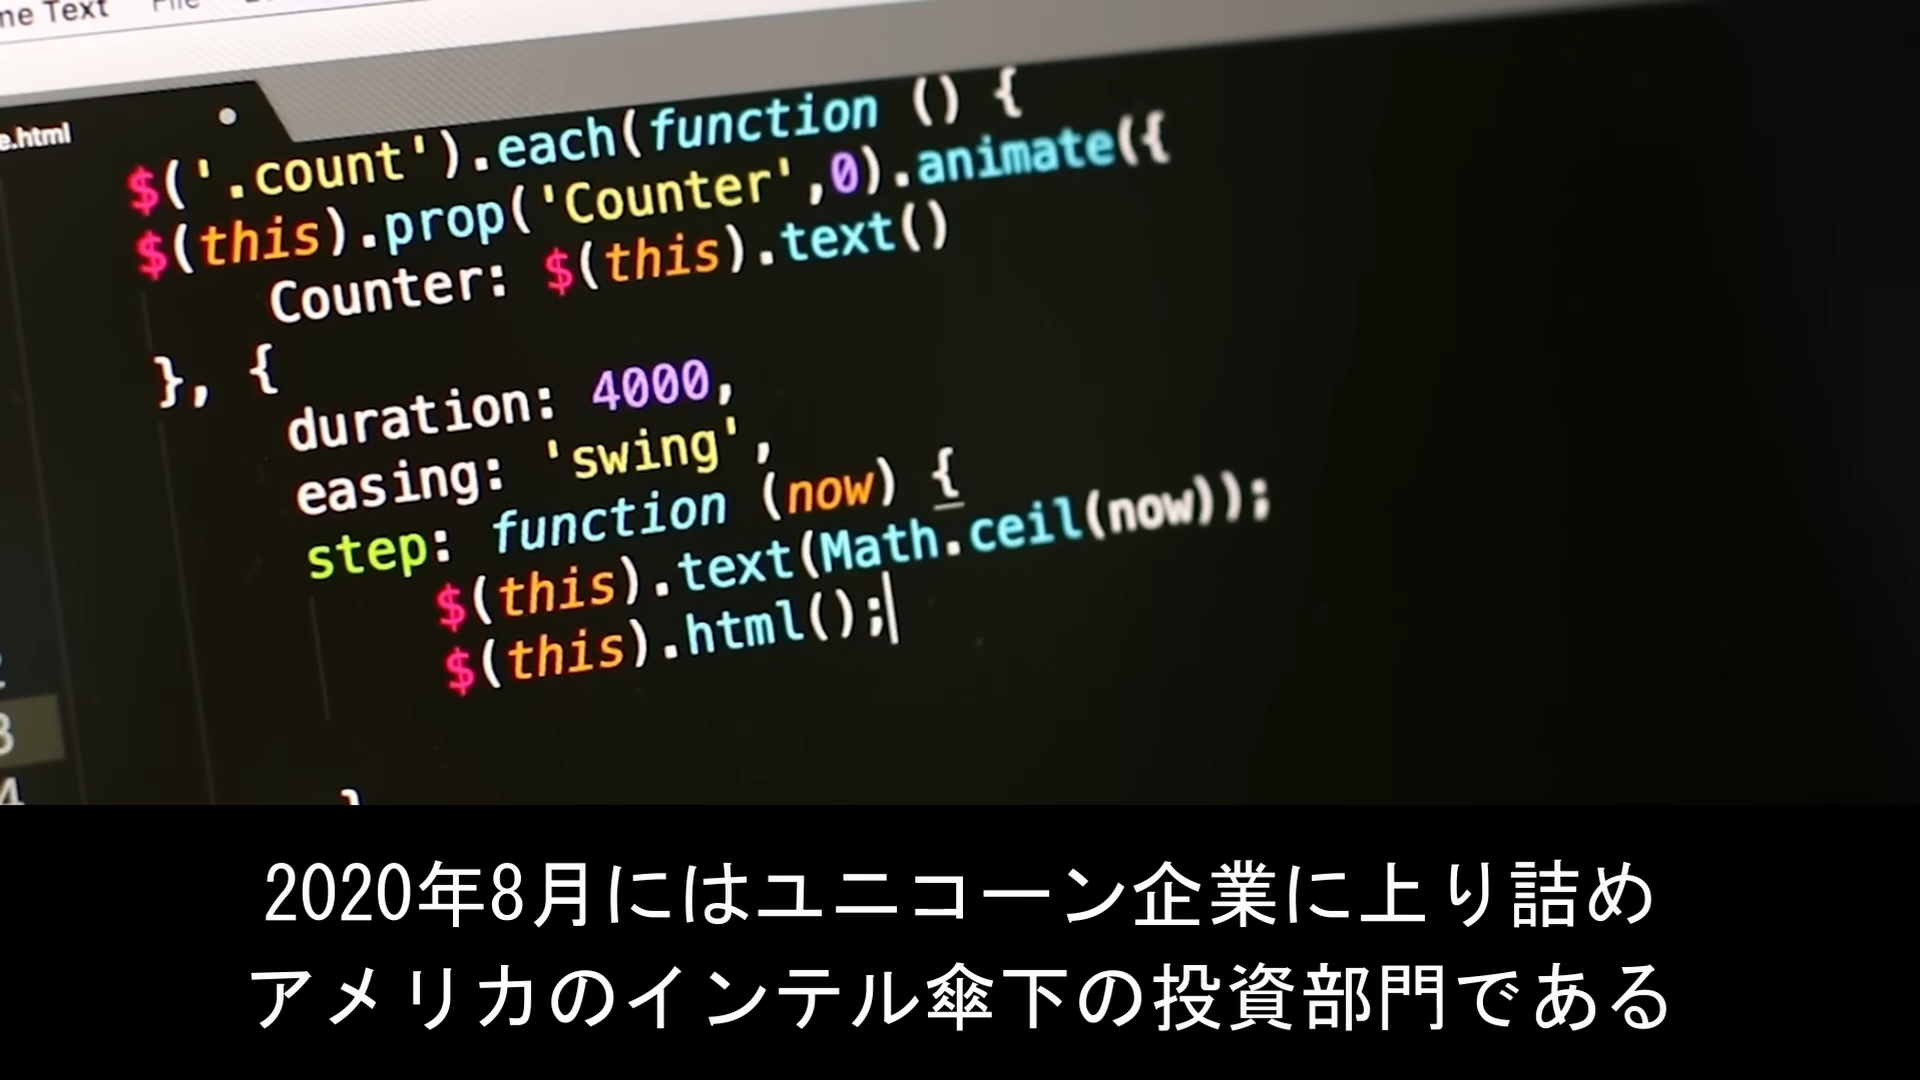 me Text File
e.html
$('.count').each(function () {
$(this).prop('Counter',0).animate({
Counter: $(this).text()
}, {
duration: 4000,
easing: 'swing',
step: function (now) {
$(this).text(Math.ceil(now));
$(this).html();
3
4
}
2020年8月にはユニコーン企業に上り詰め
アメリカのインテル傘下の投資部門である